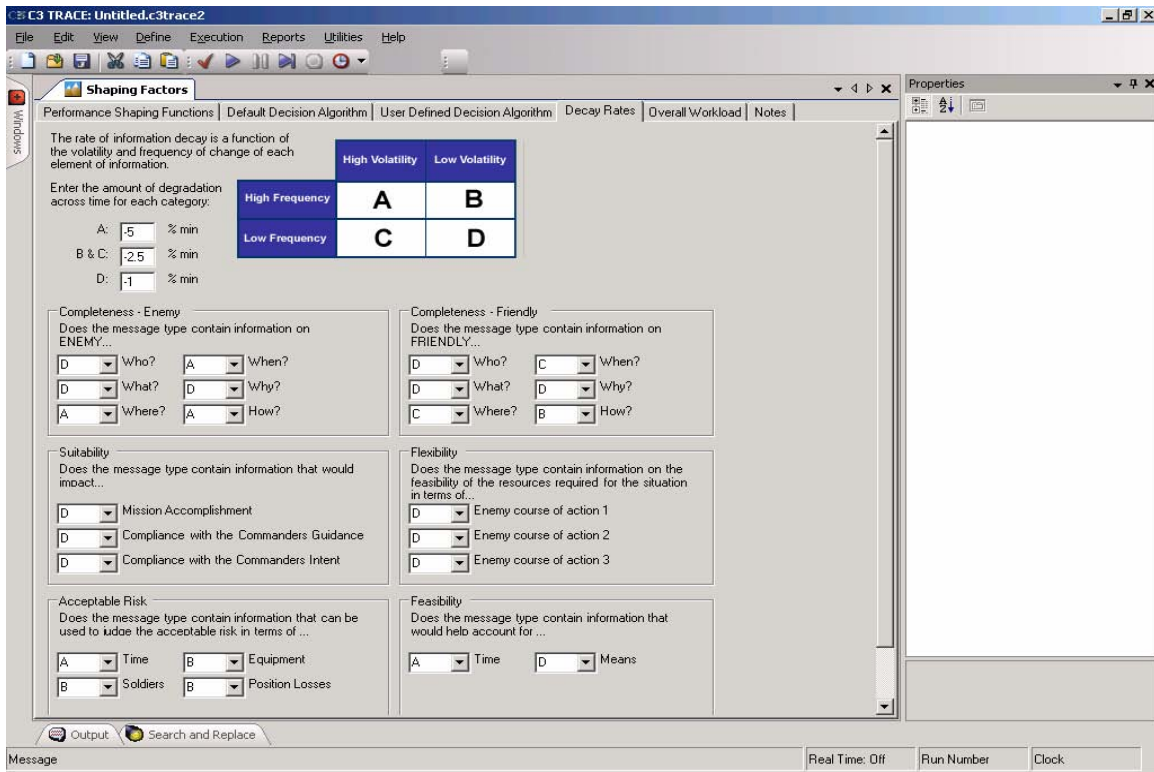 C3 TRACE: Untitled.c3trace2
File Edit View Define Execution Reports Utilities Help
Windows
Shaping Factors
Performance Shaping Functions Default Decision Algorithm User Defined Decision Algorithm Decay Rates Overall Workload Notes
The rate of information decay is a function of
the volatility and frequency of change of each
element of information.
Enter the amount of degradation
across time for each category:
A: -5 % min
B & C: -2.5 % min
D: -1 % min
High Volatility Low Volatility
High Frequency A B
Low Frequency C D
Completeness - Enemy
Does the message type contain information on
ENEMY...
D Who? A When?
D What? D Why?
A Where? A How?
Completeness - Friendly
Does the message type contain information on
FRIENDLY...
D Who? C When?
D What? D Why?
C Where? B How?
Suitability
Does the message type contain information that would
impact...
D Mission Accomplishment
D Compliance with the Commanders Guidance
D Compliance with the Commanders Intent
Flexibility
Does the message type contain information on the
feasibility of the resources required for the situation
in terms of...
D Enemy course of action 1
D Enemy course of action 2
D Enemy course of action 3
Acceptable Risk
Does the message type contain information that can be
used to judge the acceptable risk in terms of ...
A Time B Equipment
B Soldiers B Position Losses
Feasibility
Does the message type contain information that
would help account for ...
A Time D Means
Properties
Output Search and Replace
Message Real Time: Off Run Number Clock